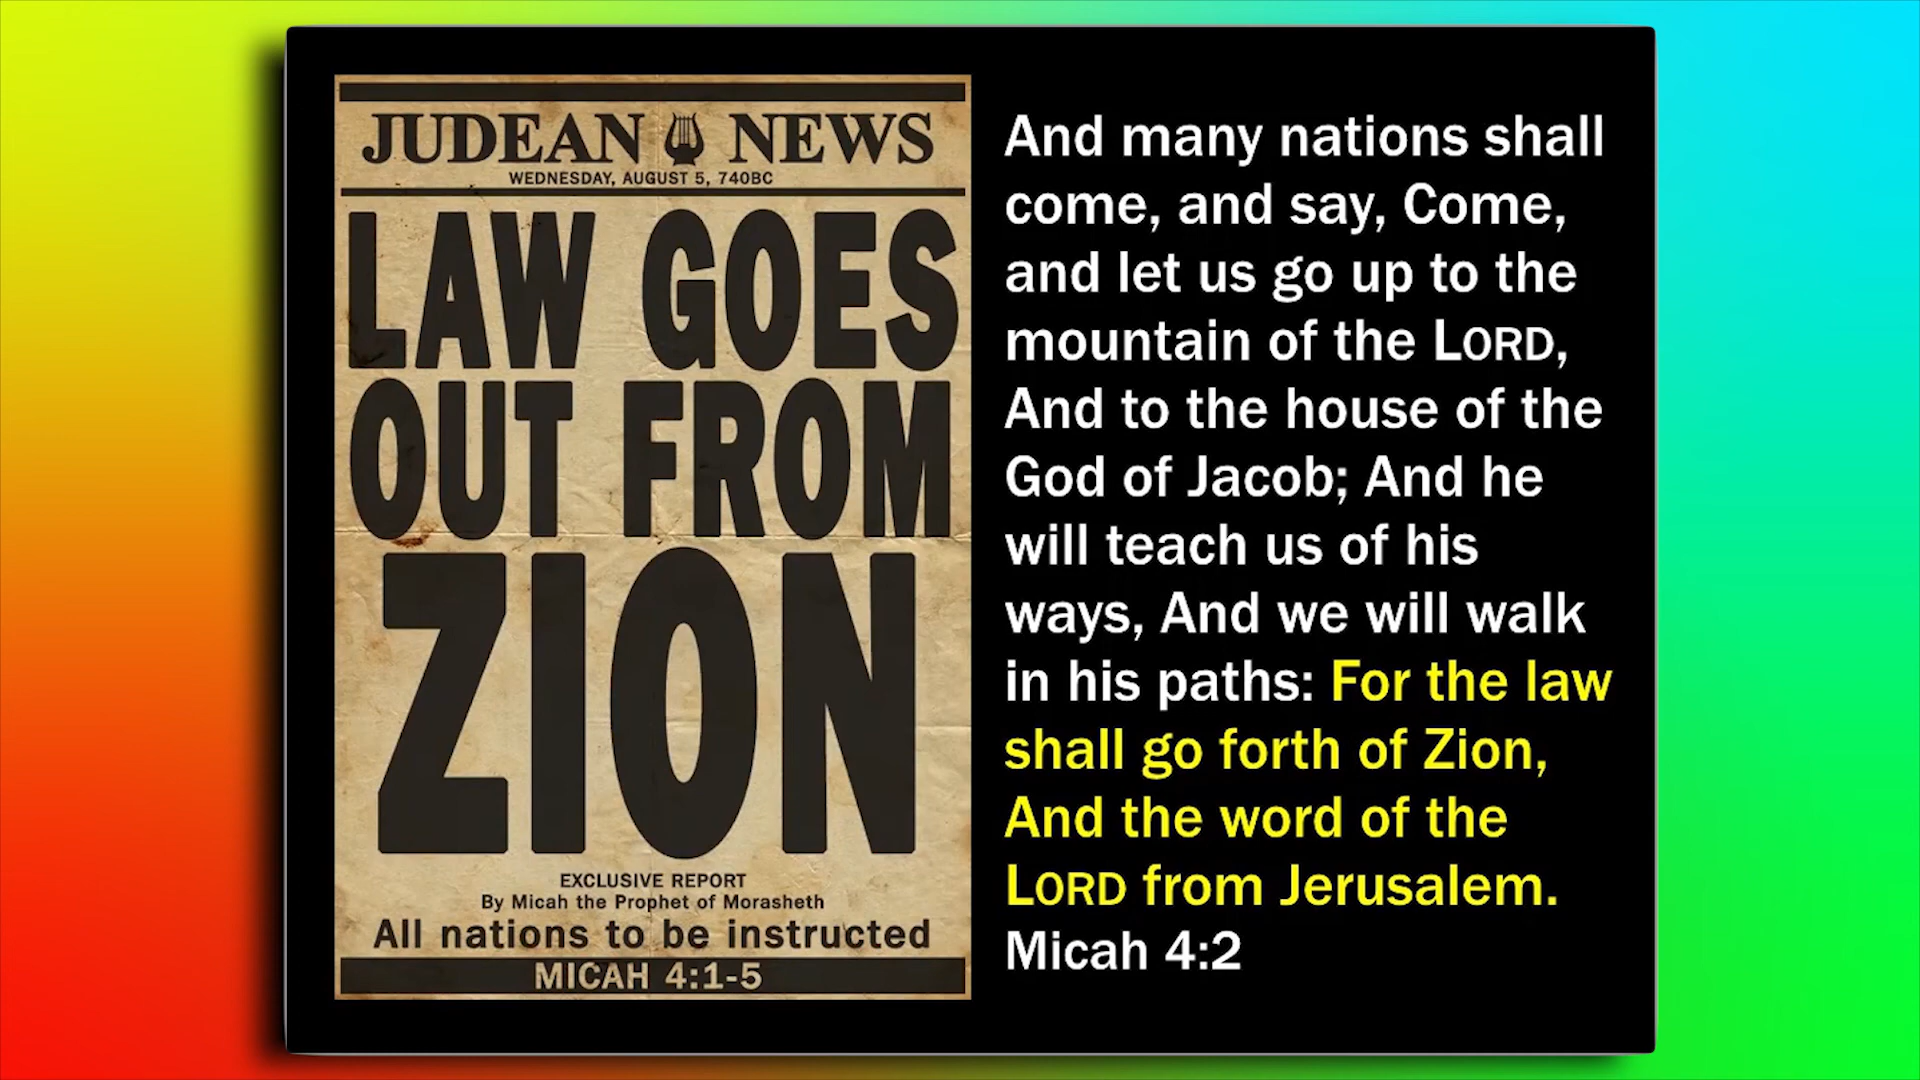 JUDEAN NEWS
WEDNESDAY, AUGUST 5, 740BC
LAW GOES
OUT FROM
ZION
EXCLUSIVE REPORT
By Micah the Prophet of Morasheth
All nations to be instructed
MICAH 4:1-5
And many nations shall
come, and say, Come,
and let us go up to the
mountain of the LORD,
And to the house of the
God of Jacob; And he
will teach us of his
ways, And we will walk
in his paths: For the law
shall go forth of Zion,
And the word of the
LORD from Jerusalem.
Micah 4:2